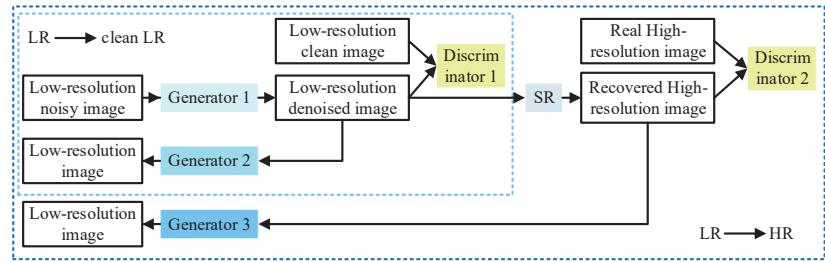 LR
clean LR
Low-resolution
clean image
Discrim
inator 1
Real High-
resolution image
Discrim
inator 2
Low-resolution
noisy image
Generator 1
Low-resolution
denoised image
SR
Recovered High-
resolution image
Low-resolution
image
Generator 2
Low-resolution
image
Generator 3
LR
HR